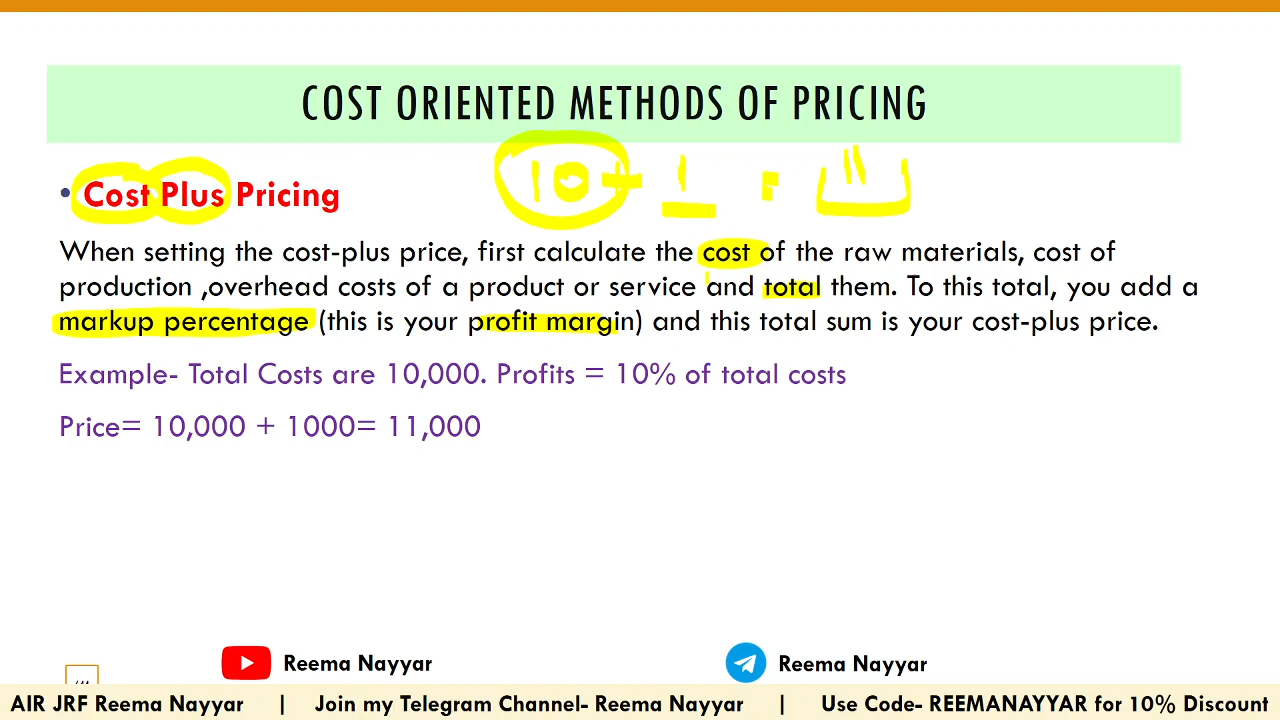 COST ORIENTED METHODS OF PRICING
• Cost Plus Pricing
10 + 1 = 11
When setting the cost-plus price, first calculate the cost of the raw materials, cost of
production ,overhead costs of a product or service and total them. To this total, you add a
markup percentage (this is your profit margin) and this total sum is your cost-plus price.
Example- Total Costs are 10,000. Profits = 10% of total costs
Price= 10,000 + 1000= 11,000
Reema Nayyar
Reema Nayyar
AIR JRF Reema Nayyar | Join my Telegram Channel- Reema Nayyar | Use Code- REEMANAYYAR for 10% Discount